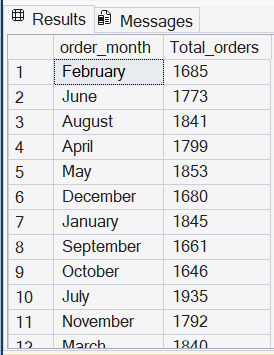 Results Messages
order_month Total_orders
1 February 1685
2 June 1773
3 August 1841
4 April 1799
5 May 1853
6 December 1680
7 January 1845
8 September 1661
9 October 1646
10 July 1935
11 November 1792
12 March 1840